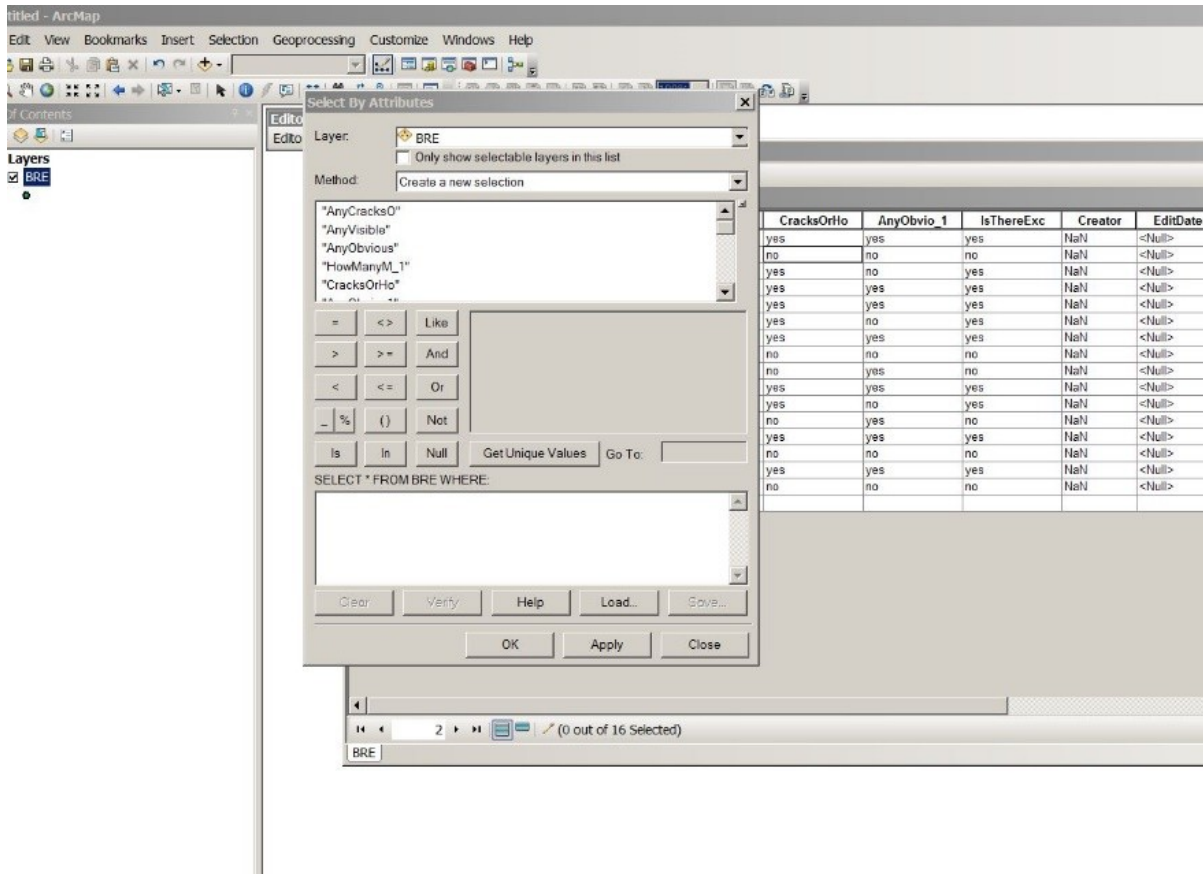 titled - ArcMap
Edit View Bookmarks Insert Selection Geoprocessing Customize Windows Help
Of Contents
Layers
BRE
Edito
Edito
Select By Attributes
Layer: BRE
Only show selectable layers in this list
Method: Create a new selection
"AnyCracksO"
"AnyVisible"
"AnyObvious"
"HowManyM_1"
"CracksOrHo"
= <> Like
> >= And
< <= Or
_ % () Not
Is In Null Get Unique Values Go To:
SELECT * FROM BRE WHERE:
Clear Verify Help Load... Save...
OK Apply Close
CracksOrHo AnyObvio_1 IsThereExc Creator EditDate
yes yes yes NaN <Null>
no no no NaN <Null>
yes no yes NaN <Null>
yes yes yes NaN <Null>
yes yes yes NaN <Null>
yes no yes NaN <Null>
yes yes yes NaN <Null>
no no no NaN <Null>
no yes no NaN <Null>
yes yes yes NaN <Null>
yes no yes NaN <Null>
no yes no NaN <Null>
yes yes yes NaN <Null>
no no no NaN <Null>
yes yes yes NaN <Null>
no no no NaN <Null>
2 (0 out of 16 Selected)
BRE